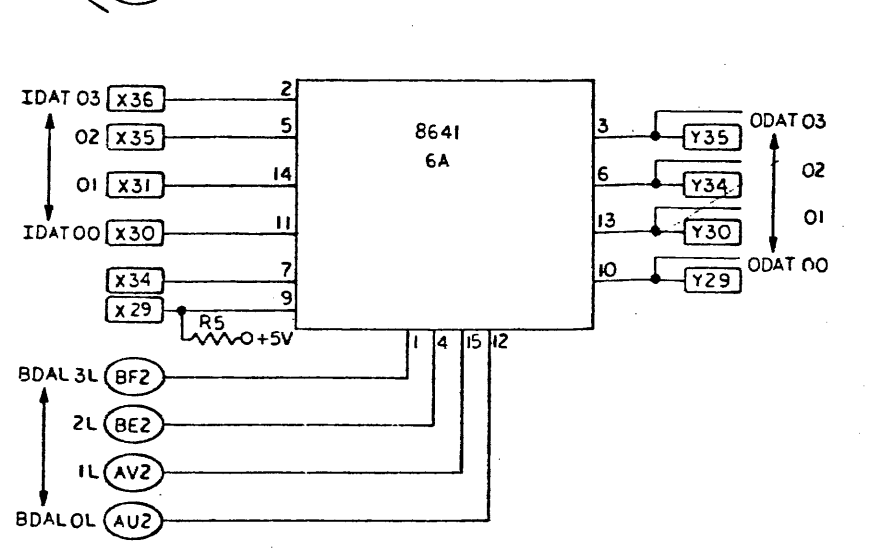 IDAT 03 X36 2
02 X35 5
01 X31 14
IDAT 00 X30 11
X34 7
X29 9
R5
+5V
8641
6A
3 Y35 ODAT 03
6 Y34 02
13 Y30 01
10 Y29 ODAT 00
1 4 15 12
BDAL 3L BF2
2L BE2
1L AV2
BDAL 0L AU2